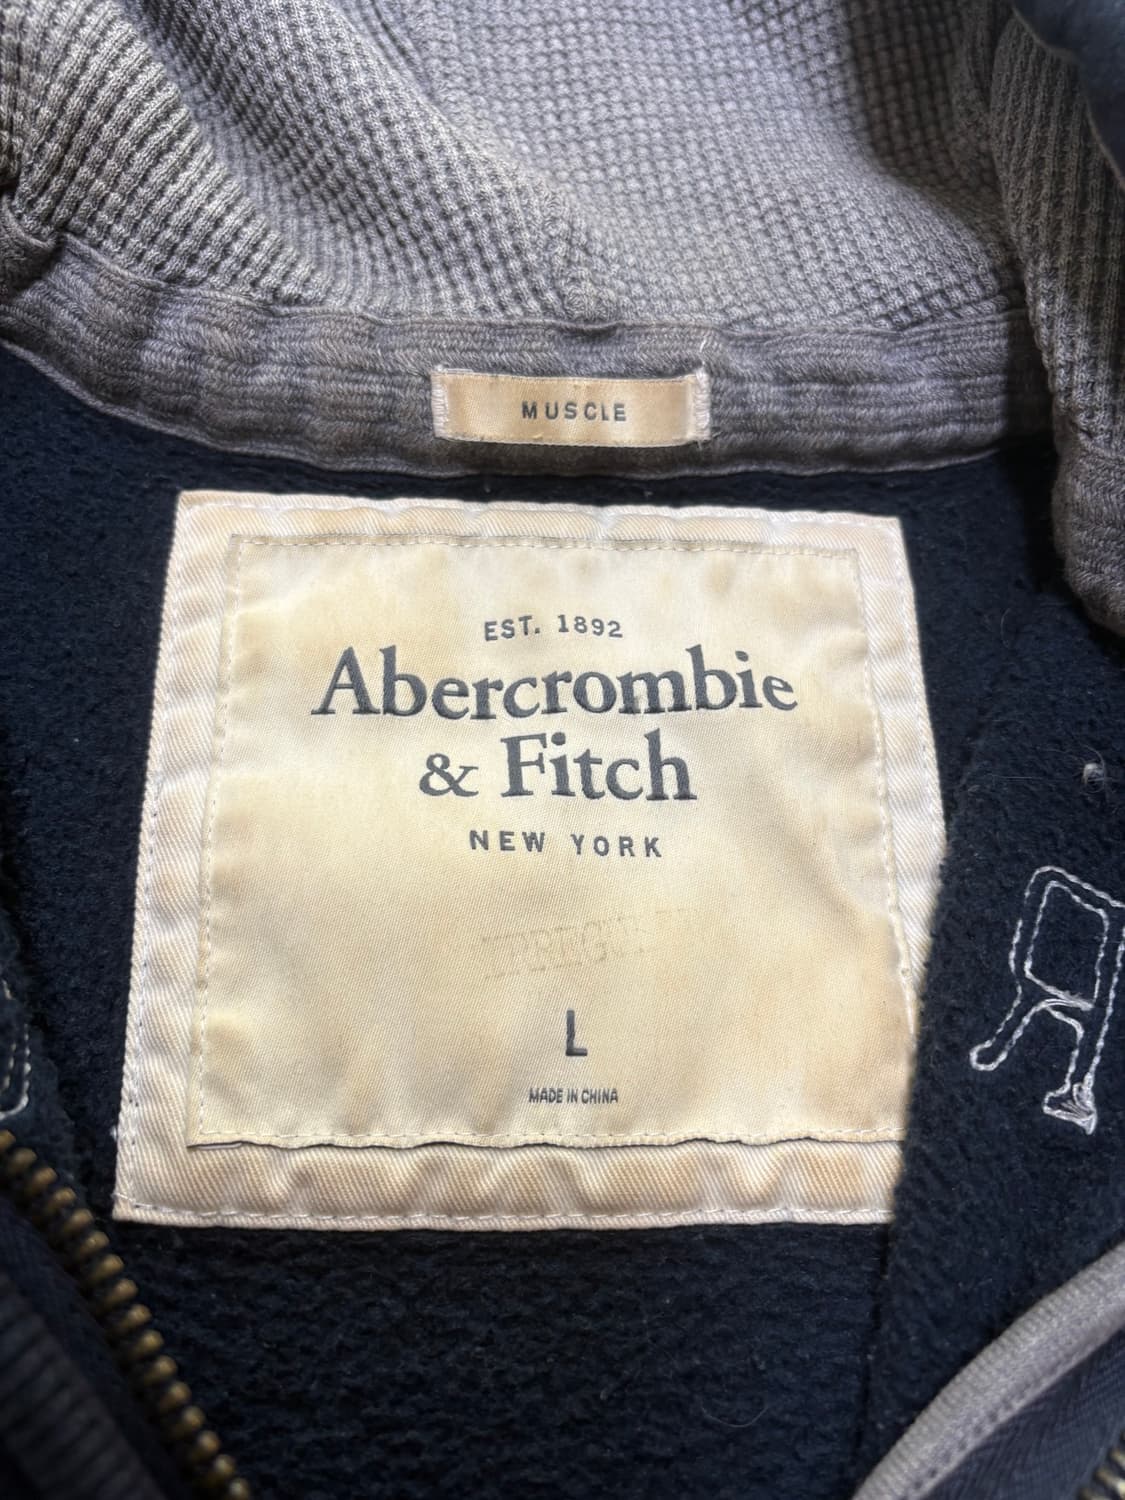 MUSCLE
EST. 1892
Abercrombie
& Fitch
NEW YORK
L
MADE IN CHINA
R